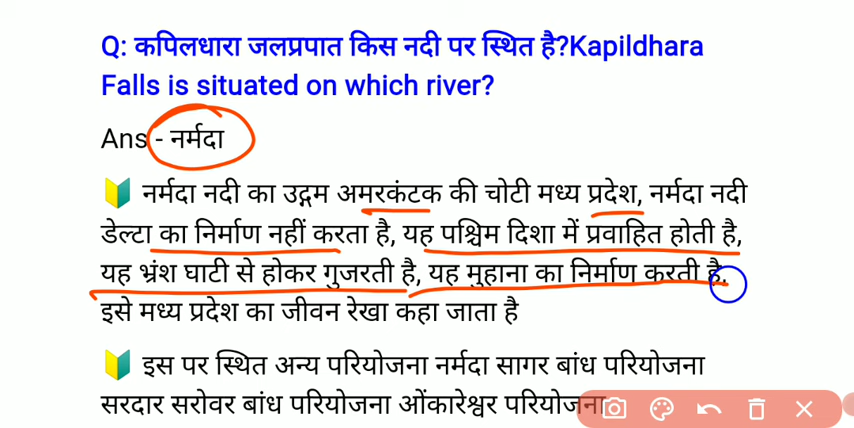 Q: कपिलधारा जलप्रपात किस नदी पर स्थित है?Kapildhara
Falls is situated on which river?
Ans - नर्मदा
नर्मदा नदी का उद्गम अमरकंटक की चोटी मध्य प्रदेश, नर्मदा नदी
डेल्टा का निर्माण नहीं करता है, यह पश्चिम दिशा में प्रवाहित होती है,
यह भ्रंश घाटी से होकर गुजरती है, यह मुहाना का निर्माण करती है,
इसे मध्य प्रदेश का जीवन रेखा कहा जाता है
इस पर स्थित अन्य परियोजना नर्मदा सागर बांध परियोजना
सरदार सरोवर बांध परियोजना ओंकारेश्वर परियोजना